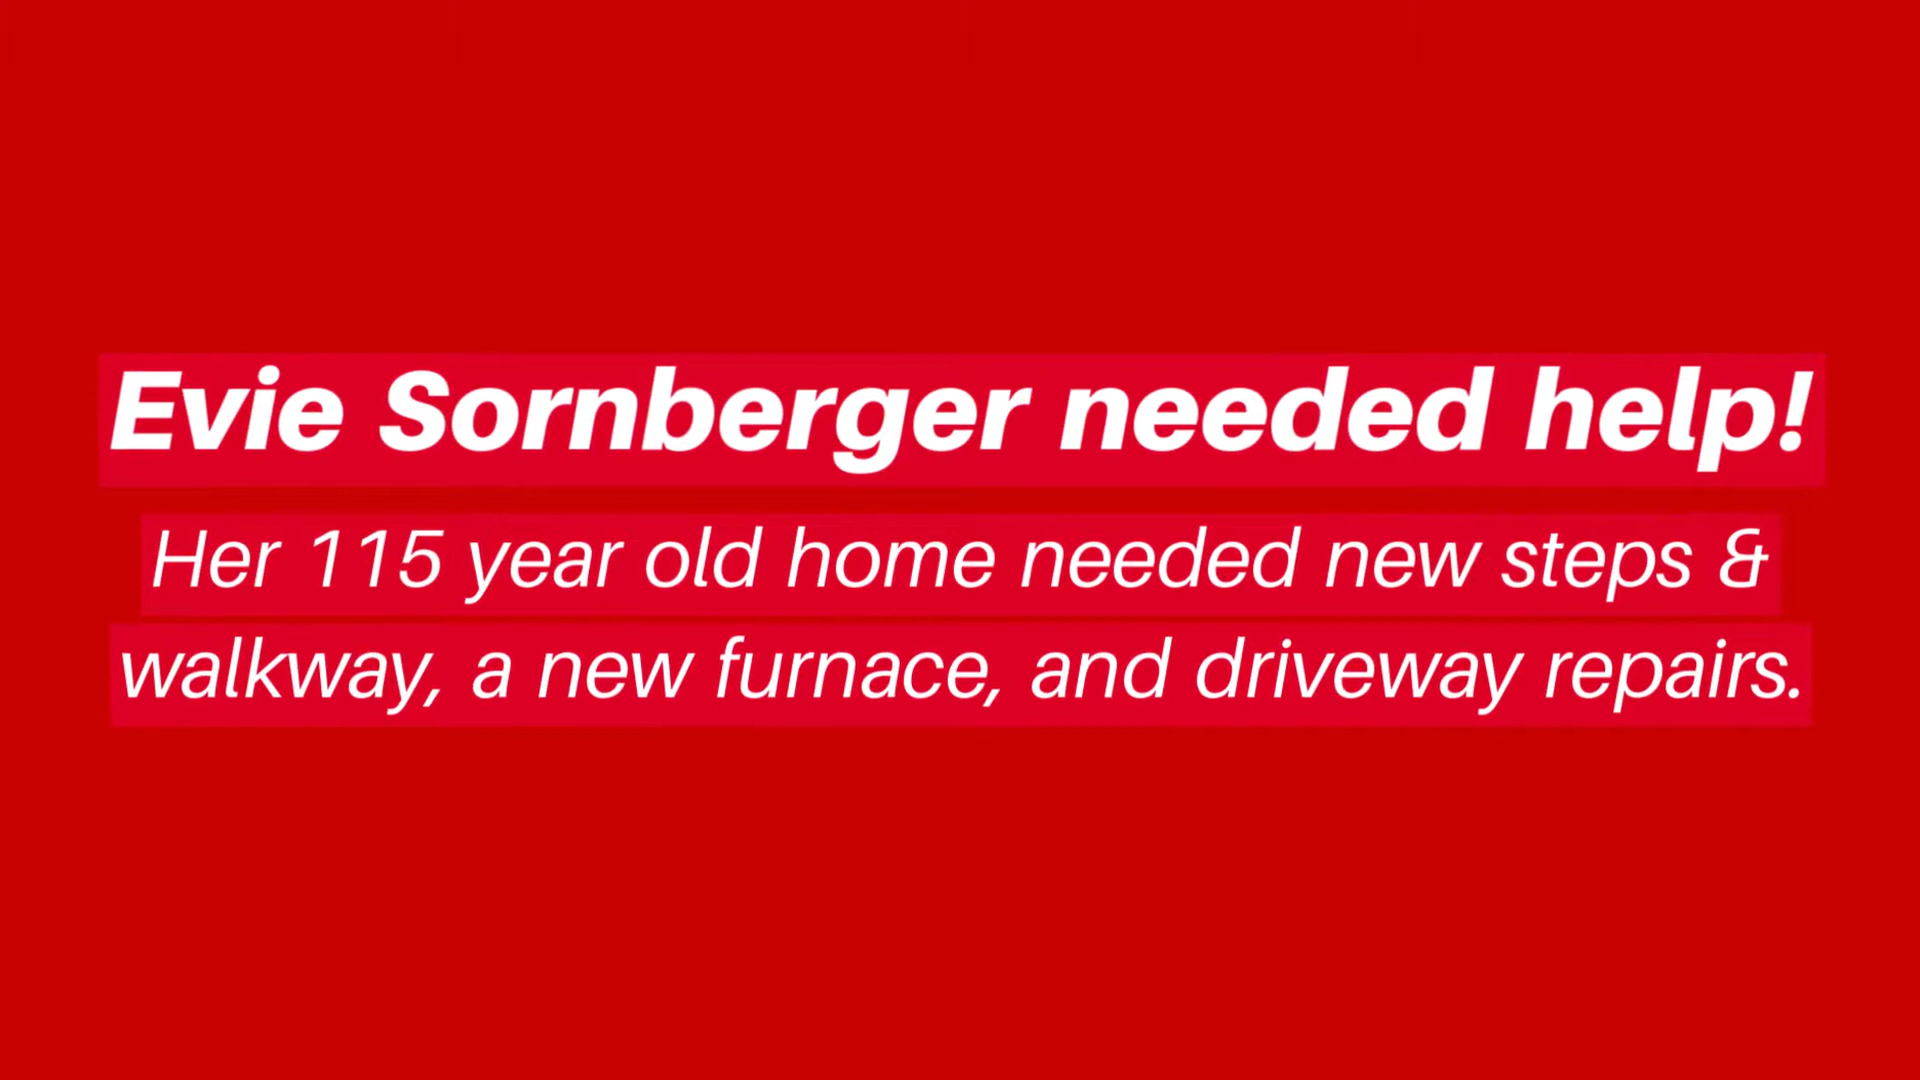 Evie Sornberger needed help!
Her 115 year old home needed new steps &
walkway, a new furnace, and driveway repairs.